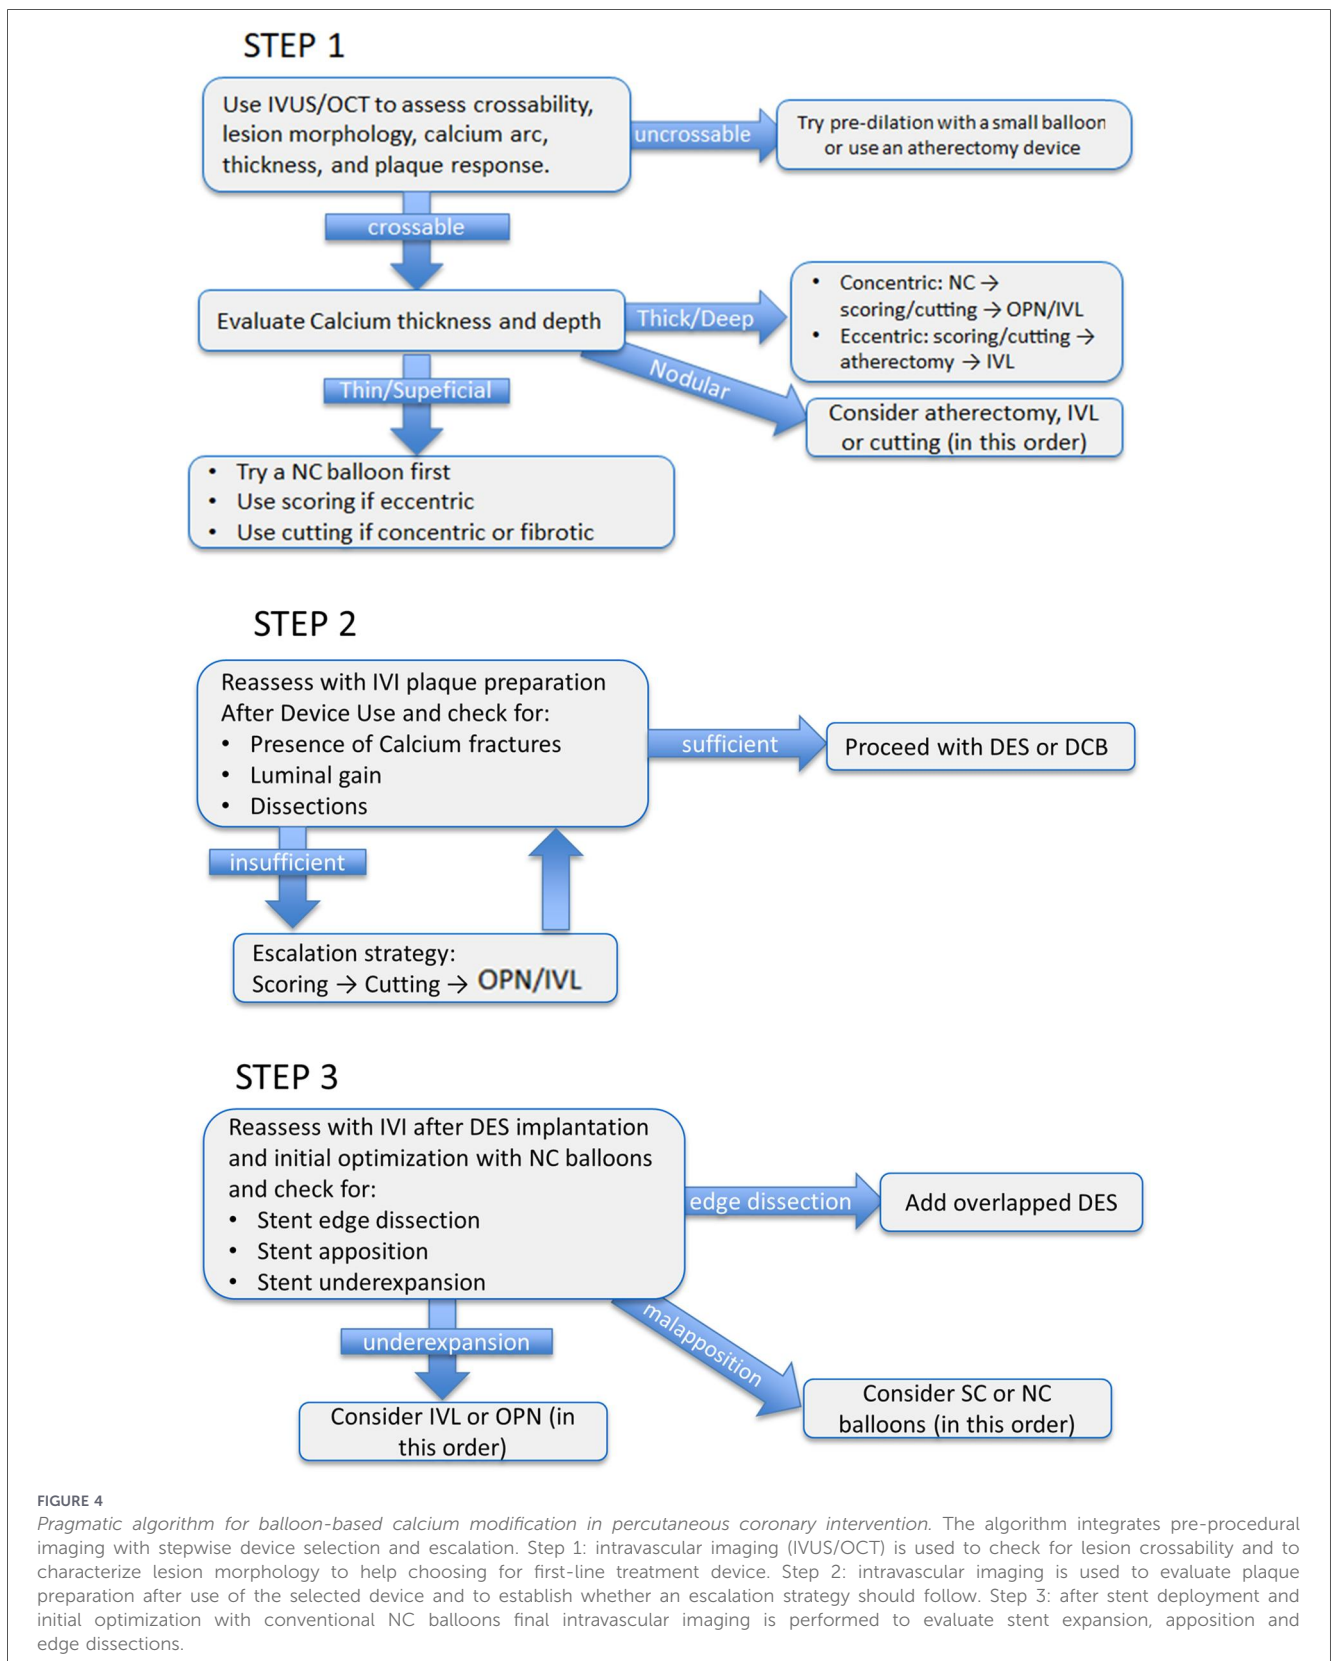 STEP 1
Use IVUS/OCT to assess crossability,
lesion morphology, calcium arc,
thickness, and plaque response.
uncrossable
Try pre-dilation with a small balloon
or use an atherectomy device
crossable
Evaluate Calcium thickness and depth
Thick/Deep
• Concentric: NC →
scoring/cutting → OPN/IVL
• Eccentric: scoring/cutting →
atherectomy → IVL
Nodular
Consider atherectomy, IVL
or cutting (in this order)
Thin/Supeficial
• Try a NC balloon first
• Use scoring if eccentric
• Use cutting if concentric or fibrotic
STEP 2
Reassess with IVI plaque preparation
After Device Use and check for:
• Presence of Calcium fractures
• Luminal gain
• Dissections
sufficient
Proceed with DES or DCB
insufficient
Escalation strategy:
Scoring → Cutting → OPN/IVL
STEP 3
Reassess with IVI after DES implantation
and initial optimization with NC balloons
and check for:
• Stent edge dissection
• Stent apposition
• Stent underexpansion
edge dissection
Add overlapped DES
malapposition
Consider SC or NC
balloons (in this order)
underexpansion
Consider IVL or OPN (in
this order)
FIGURE 4
Pragmatic algorithm for balloon-based calcium modification in percutaneous coronary intervention. The algorithm integrates pre-procedural
imaging with stepwise device selection and escalation. Step 1: intravascular imaging (IVUS/OCT) is used to check for lesion crossability and to
characterize lesion morphology to help choosing for first-line treatment device. Step 2: intravascular imaging is used to evaluate plaque
preparation after use of the selected device and to establish whether an escalation strategy should follow. Step 3: after stent deployment and
initial optimization with conventional NC balloons final intravascular imaging is performed to evaluate stent expansion, apposition and
edge dissections.